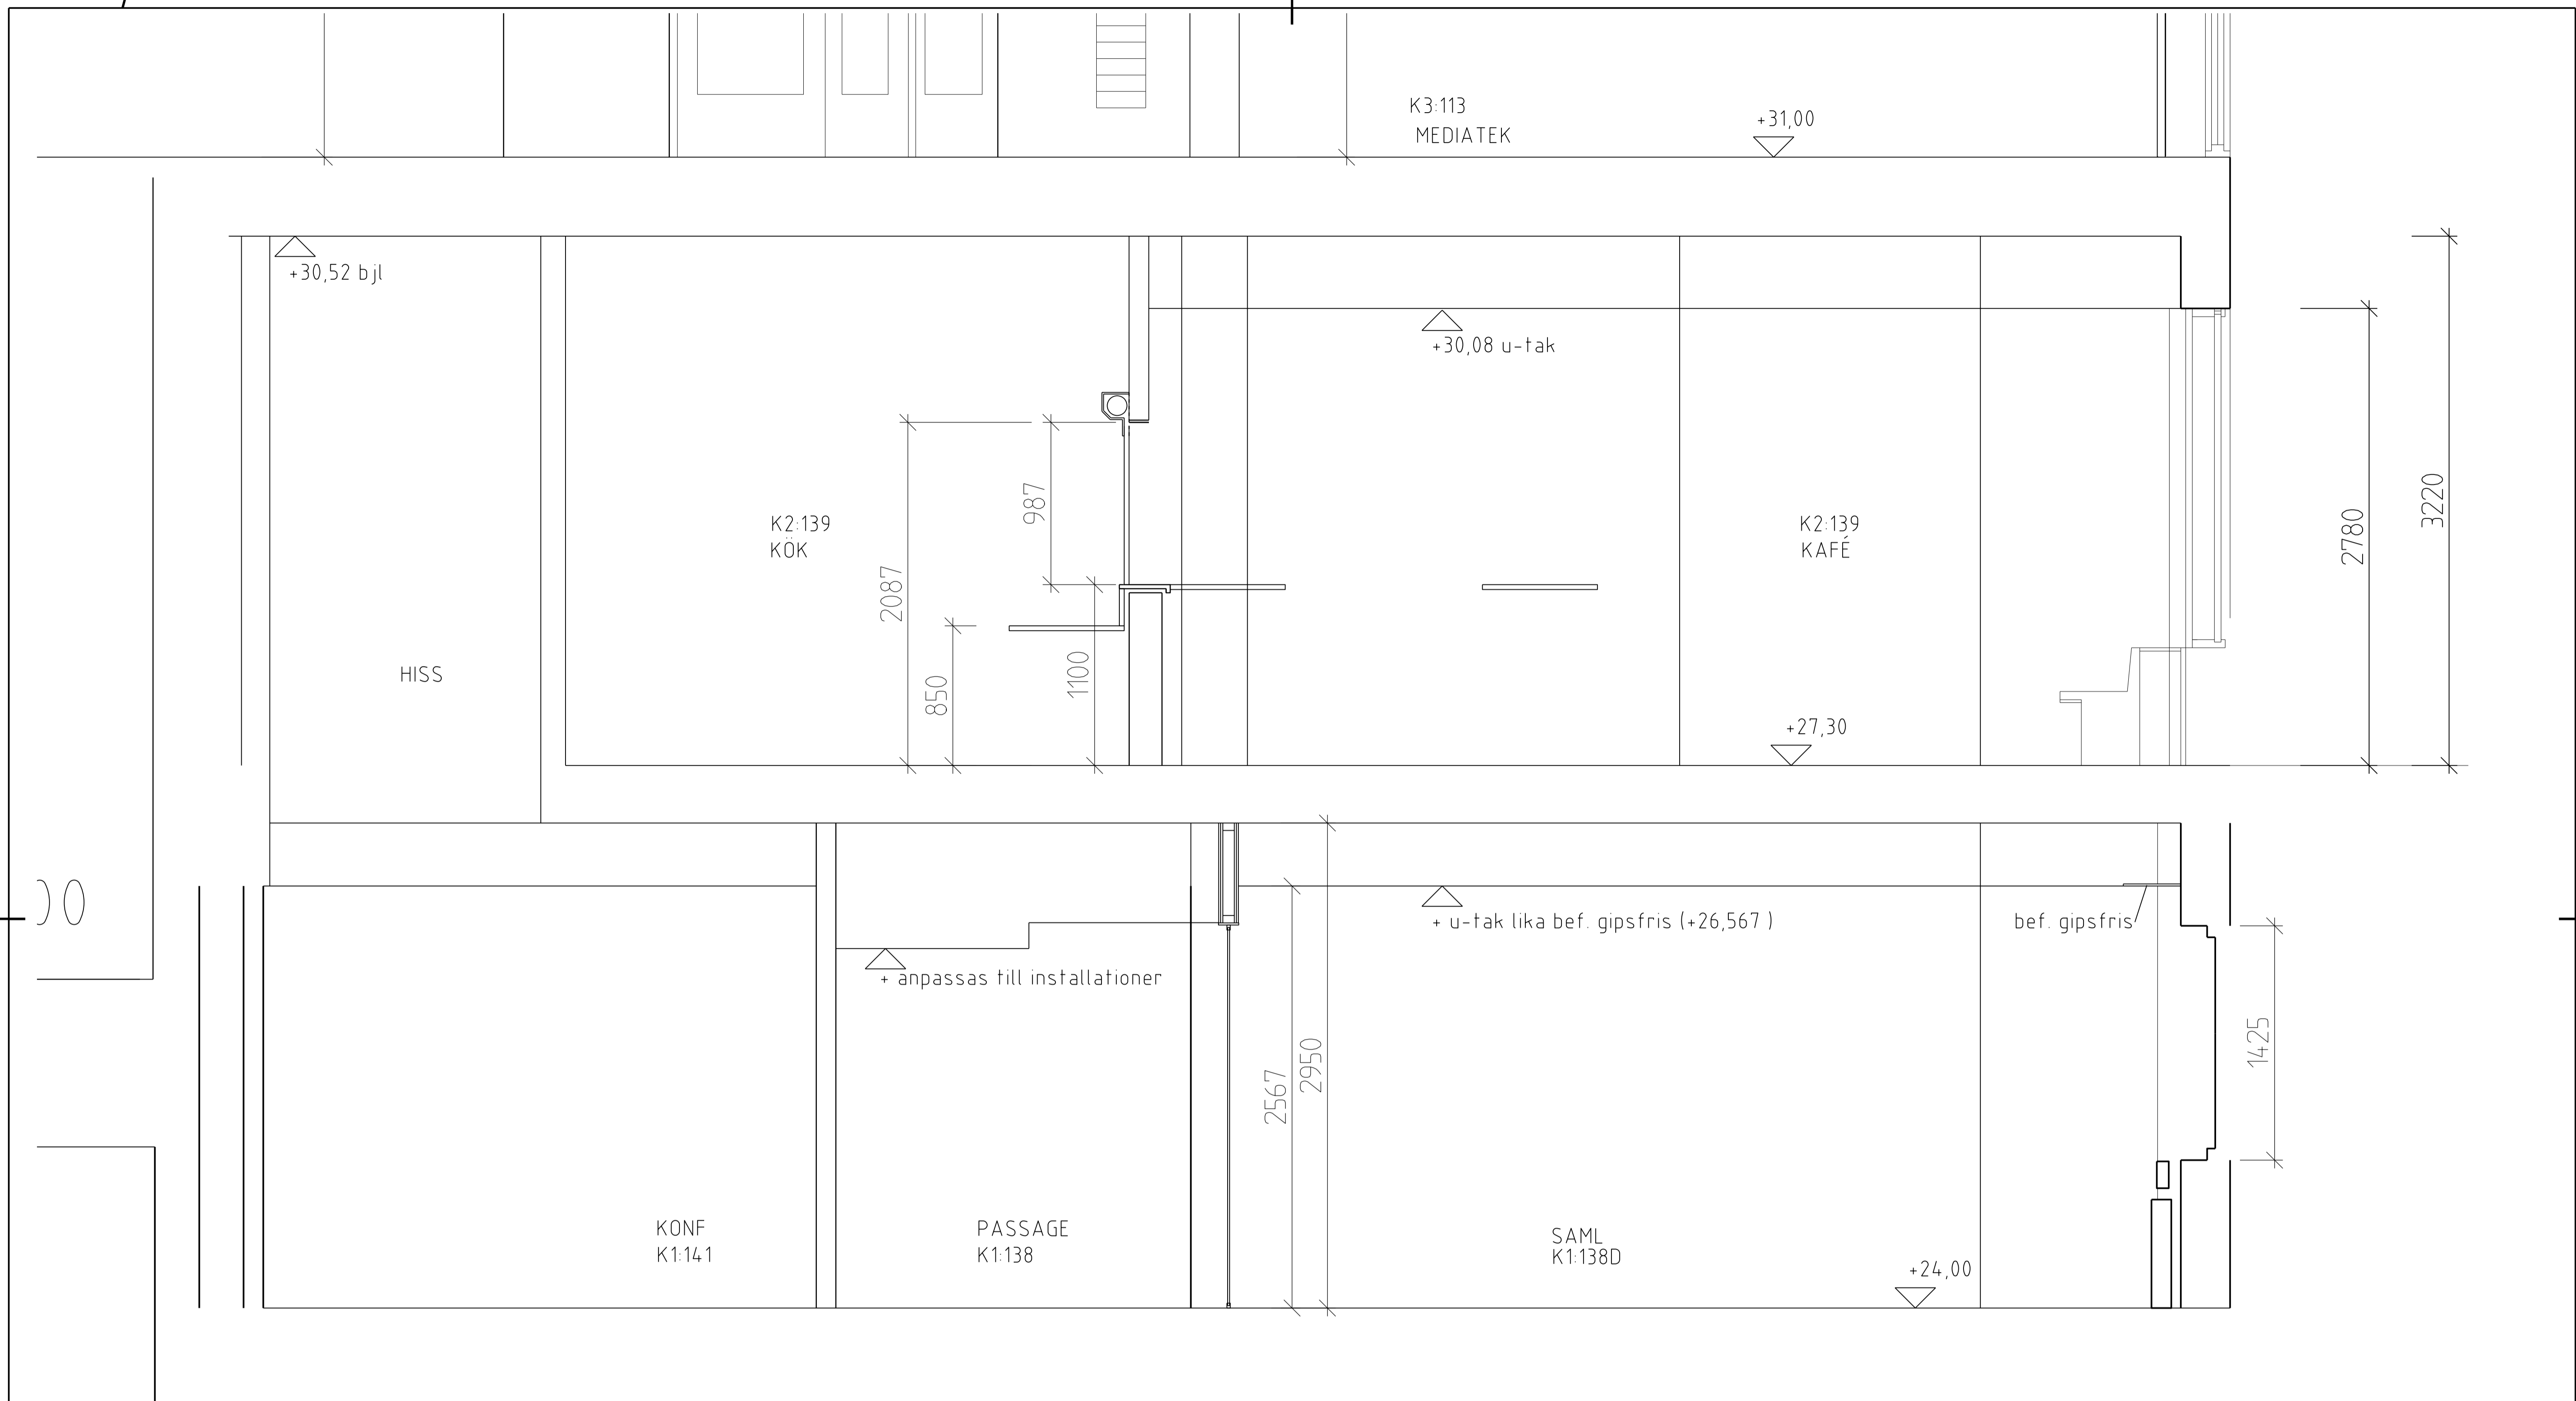 K3:113
MEDIATEK
+31,00
+30,52 bjl
+30,08 u-tak
987
2087
850
1100
K2:139
KÖK
K2:139
KAFÉ
2780
3220
HISS
+27,30
00
+ u-tak lika bef. gipsfris (+26,567 )
bef. gipsfris
+ anpassas till installationer
2567
2950
1425
KONF
K1:141
PASSAGE
K1:138
SAML
K1:138D
+24,00